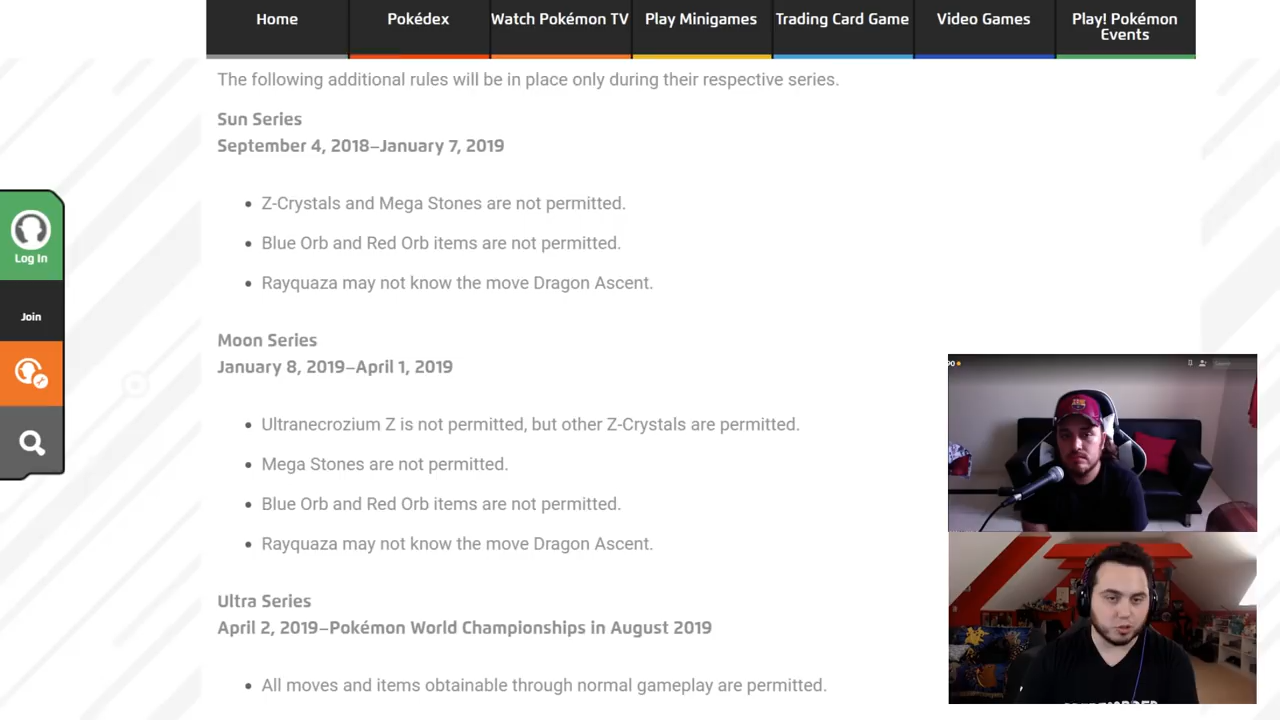 Home
Pokédex
Watch Pokémon TV
Play Minigames
Trading Card Game
Video Games
Play! Pokémon
Events
The following additional rules will be in place only during their respective series.
Sun Series
September 4, 2018–January 7, 2019
• Z-Crystals and Mega Stones are not permitted.
• Blue Orb and Red Orb items are not permitted.
• Rayquaza may not know the move Dragon Ascent.
Log In
Join
Moon Series
January 8, 2019–April 1, 2019
• Ultranecrozium Z is not permitted, but other Z-Crystals are permitted.
• Mega Stones are not permitted.
• Blue Orb and Red Orb items are not permitted.
• Rayquaza may not know the move Dragon Ascent.
Ultra Series
April 2, 2019–Pokémon World Championships in August 2019
• All moves and items obtainable through normal gameplay are permitted.